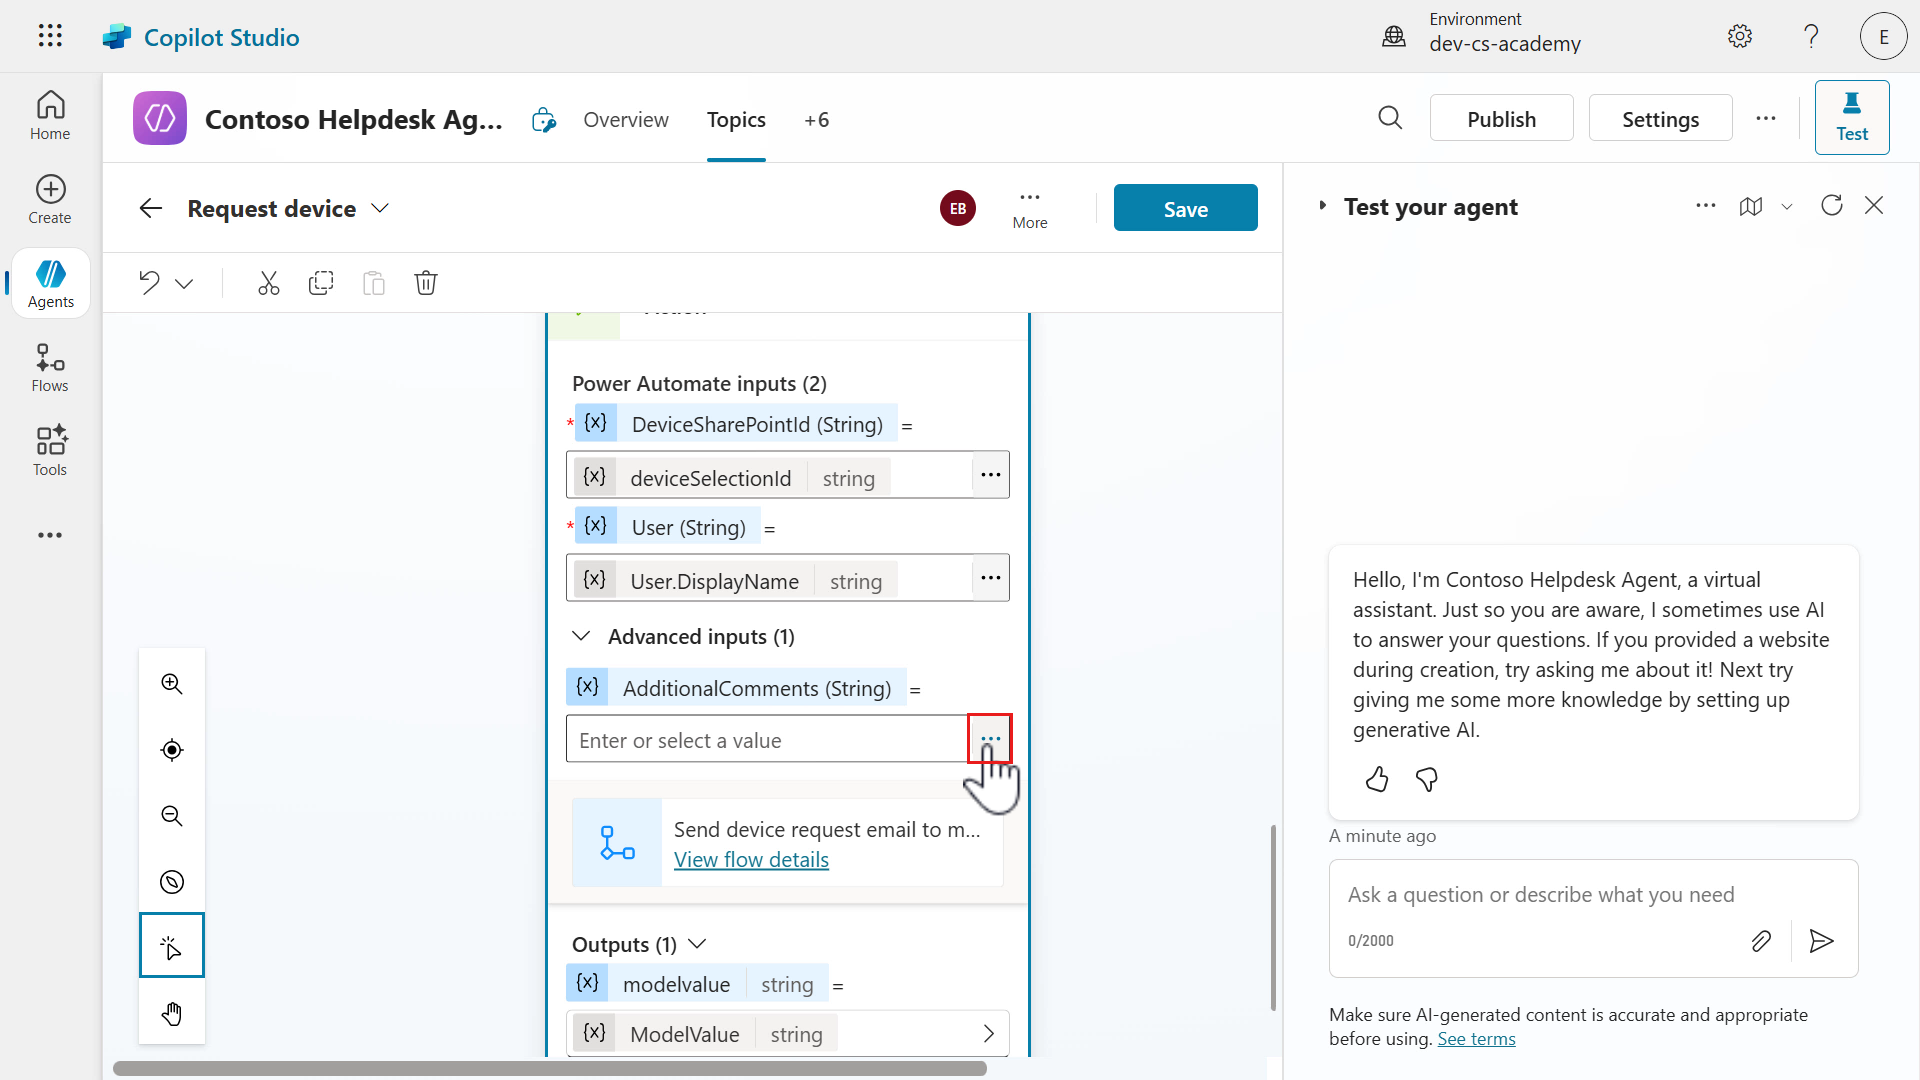 Copilot Studio
Environment
dev-cs-academy
?
E
Contoso Helpdesk Ag...
Overview
Topics
+6
Publish
Settings
Test
Home
Create
Agents
Flows
Tools
Request device
EB
More
Save
Power Automate inputs (2)
* {x} DeviceSharePointId (String) =
{x} deviceSelectionId string
* {x} User (String) =
{x} User.DisplayName string
Advanced inputs (1)
{x} AdditionalComments (String) =
Enter or select a value
Send device request email to m...
View flow details
Outputs (1)
{x} modelvalue string =
{x} ModelValue string
Test your agent
Hello, I'm Contoso Helpdesk Agent, a virtual
assistant. Just so you are aware, I sometimes use AI
to answer your questions. If you provided a website
during creation, try asking me about it! Next try
giving me some more knowledge by setting up
generative AI.
A minute ago
Ask a question or describe what you need
0/2000
Make sure AI-generated content is accurate and appropriate
before using. See terms